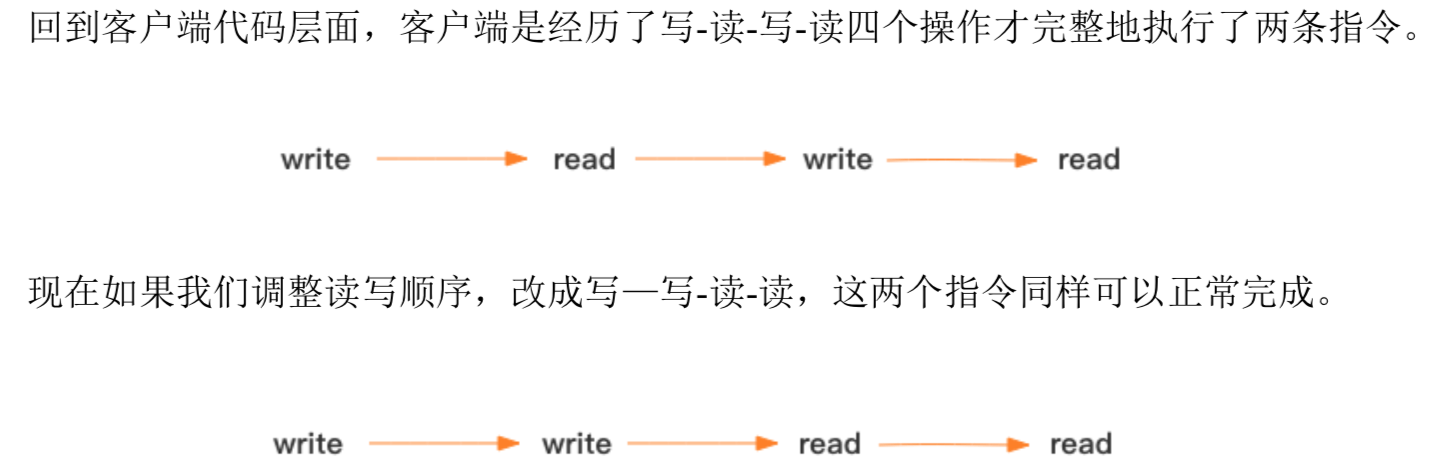 回到客户端代码层面，客户端是经历了写-读-写-读四个操作才完整地执行了两条指令。
write read write read
现在如果我们调整读写顺序，改成写—写-读-读，这两个指令同样可以正常完成。
write write read read